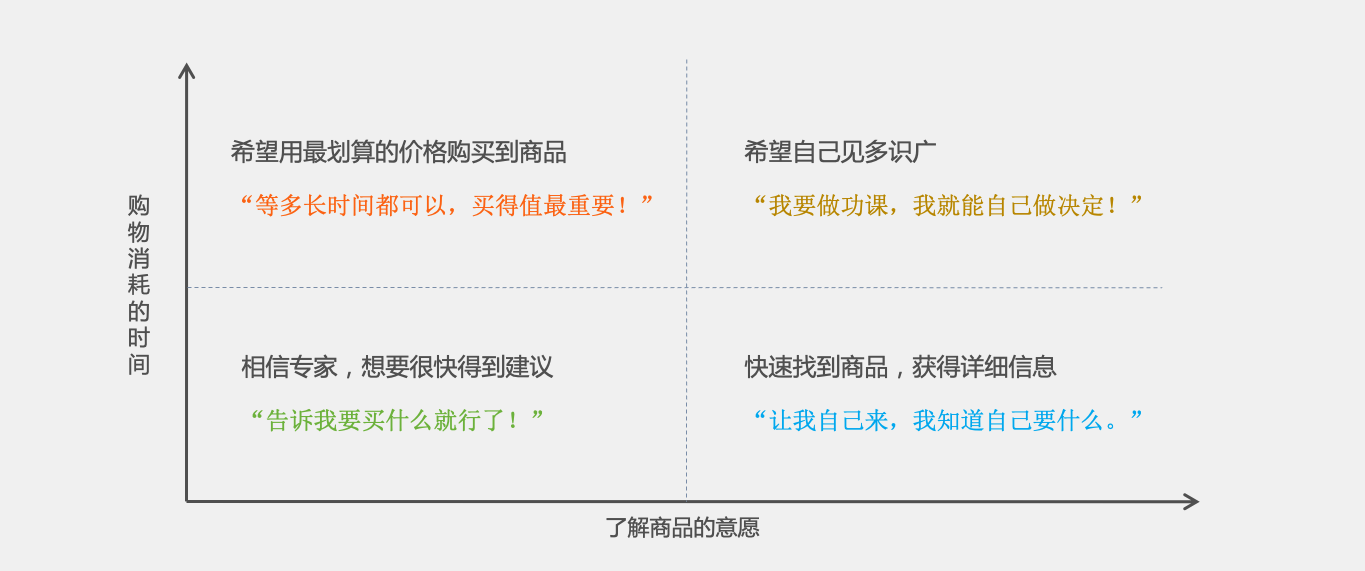 希望用最划算的价格购买到商品
“等多长时间都可以，买得值最重要！”
希望自己见多识广
“我要做功课，我就能自己做决定！”
购物消耗的时间
相信专家，想要很快得到建议
“告诉我要买什么就行了！”
快速找到商品，获得详细信息
“让我自己来，我知道自己要什么。”
了解商品的意愿